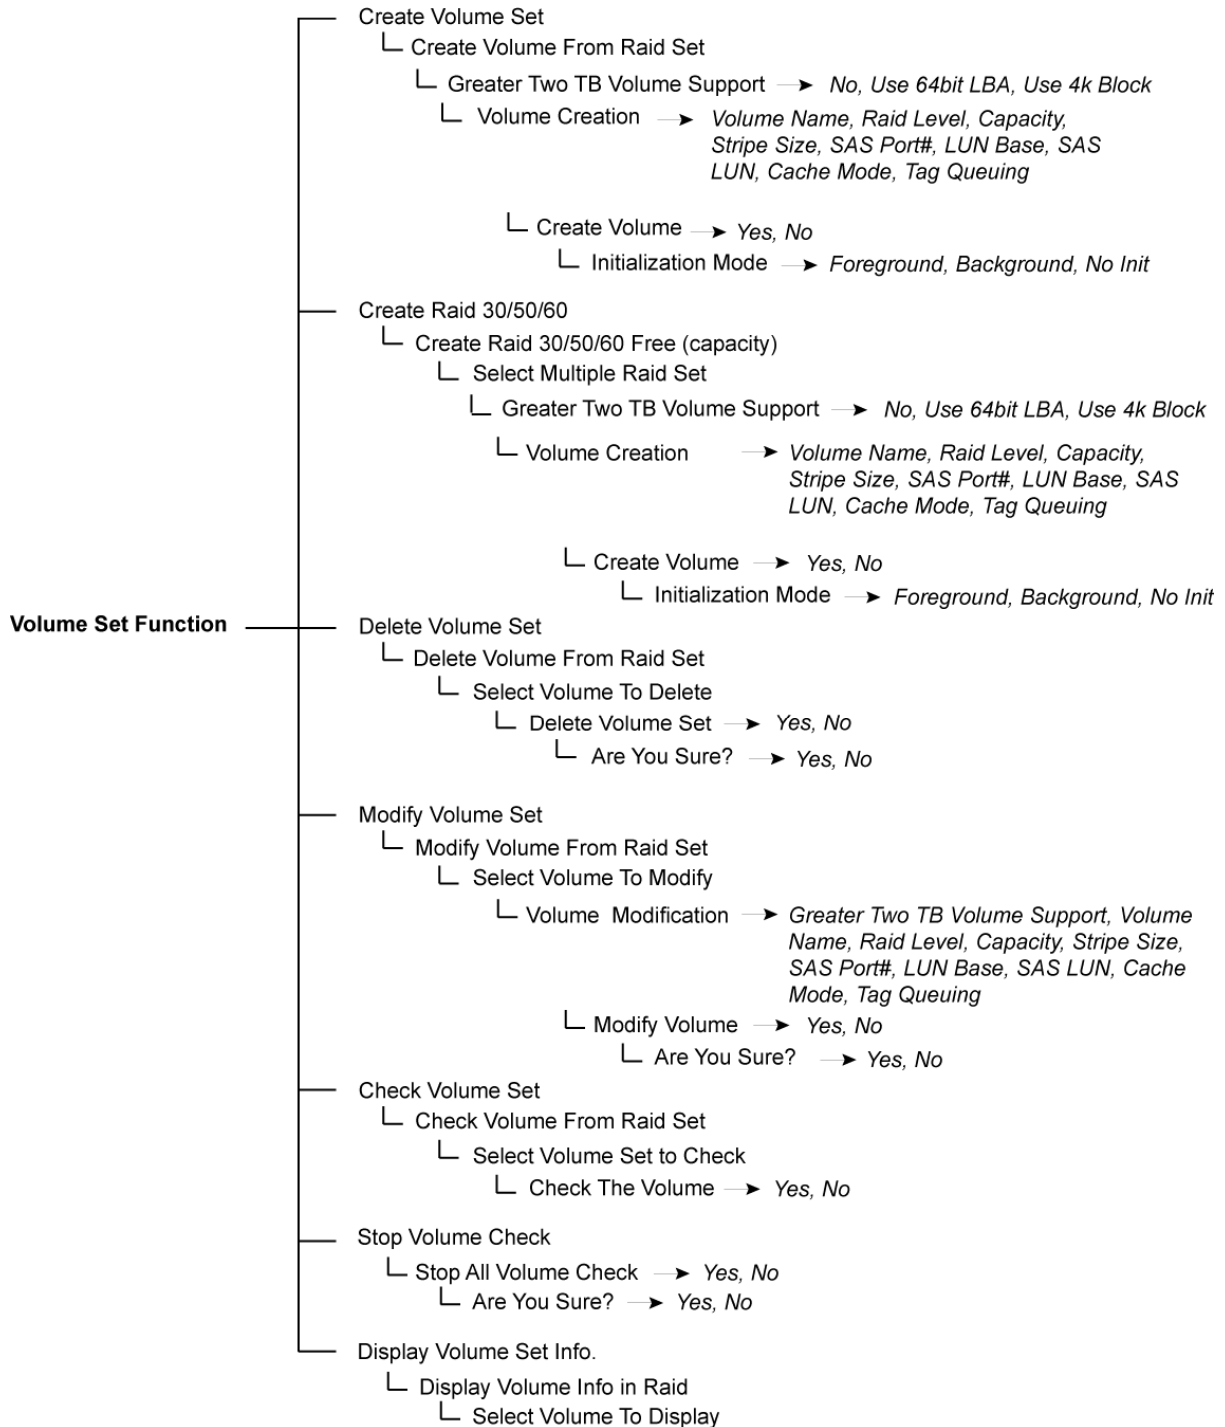 Create Volume Set
Create Volume From Raid Set
Greater Two TB Volume Support No, Use 64bit LBA, Use 4k Block
Volume Creation Volume Name, Raid Level, Capacity,
Stripe Size, SAS Port#, LUN Base, SAS
LUN, Cache Mode, Tag Queuing
Create Volume Yes, No
Initialization Mode Foreground, Background, No Init
Create Raid 30/50/60
Create Raid 30/50/60 Free (capacity)
Select Multiple Raid Set
Greater Two TB Volume Support No, Use 64bit LBA, Use 4k Block
Volume Creation Volume Name, Raid Level, Capacity,
Stripe Size, SAS Port#, LUN Base, SAS
LUN, Cache Mode, Tag Queuing
Create Volume Yes, No
Initialization Mode Foreground, Background, No Init
Volume Set Function Delete Volume Set
Delete Volume From Raid Set
Select Volume To Delete
Delete Volume Set Yes, No
Are You Sure? Yes, No
Modify Volume Set
Modify Volume From Raid Set
Select Volume To Modify
Volume Modification Greater Two TB Volume Support, Volume
Name, Raid Level, Capacity, Stripe Size,
SAS Port#, LUN Base, SAS LUN, Cache
Mode, Tag Queuing
Modify Volume Yes, No
Are You Sure? Yes, No
Check Volume Set
Check Volume From Raid Set
Select Volume Set to Check
Check The Volume Yes, No
Stop Volume Check
Stop All Volume Check Yes, No
Are You Sure? Yes, No
Display Volume Set Info.
Display Volume Info in Raid
Select Volume To Display